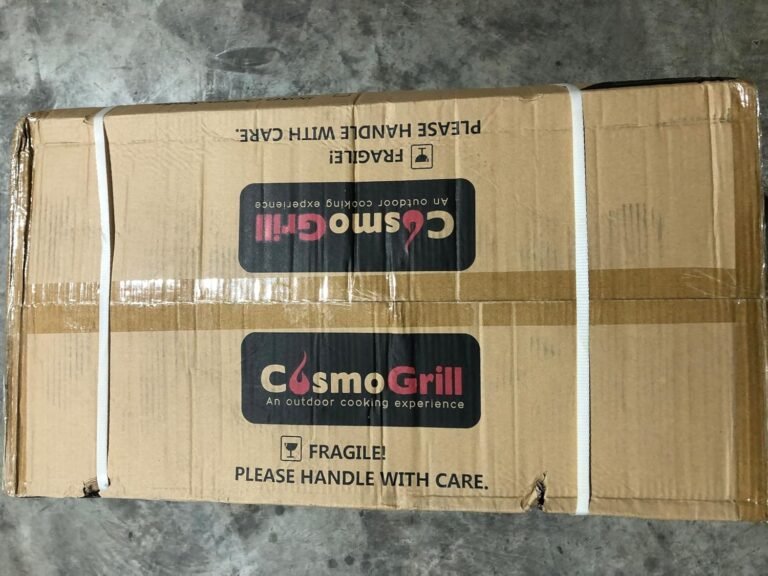 PLEASE HANDLE WITH CARE.
FRAGILE!
An outdoor cooking experience
CosmoGrill
CosmoGrill
An outdoor cooking experience
FRAGILE!
PLEASE HANDLE WITH CARE.